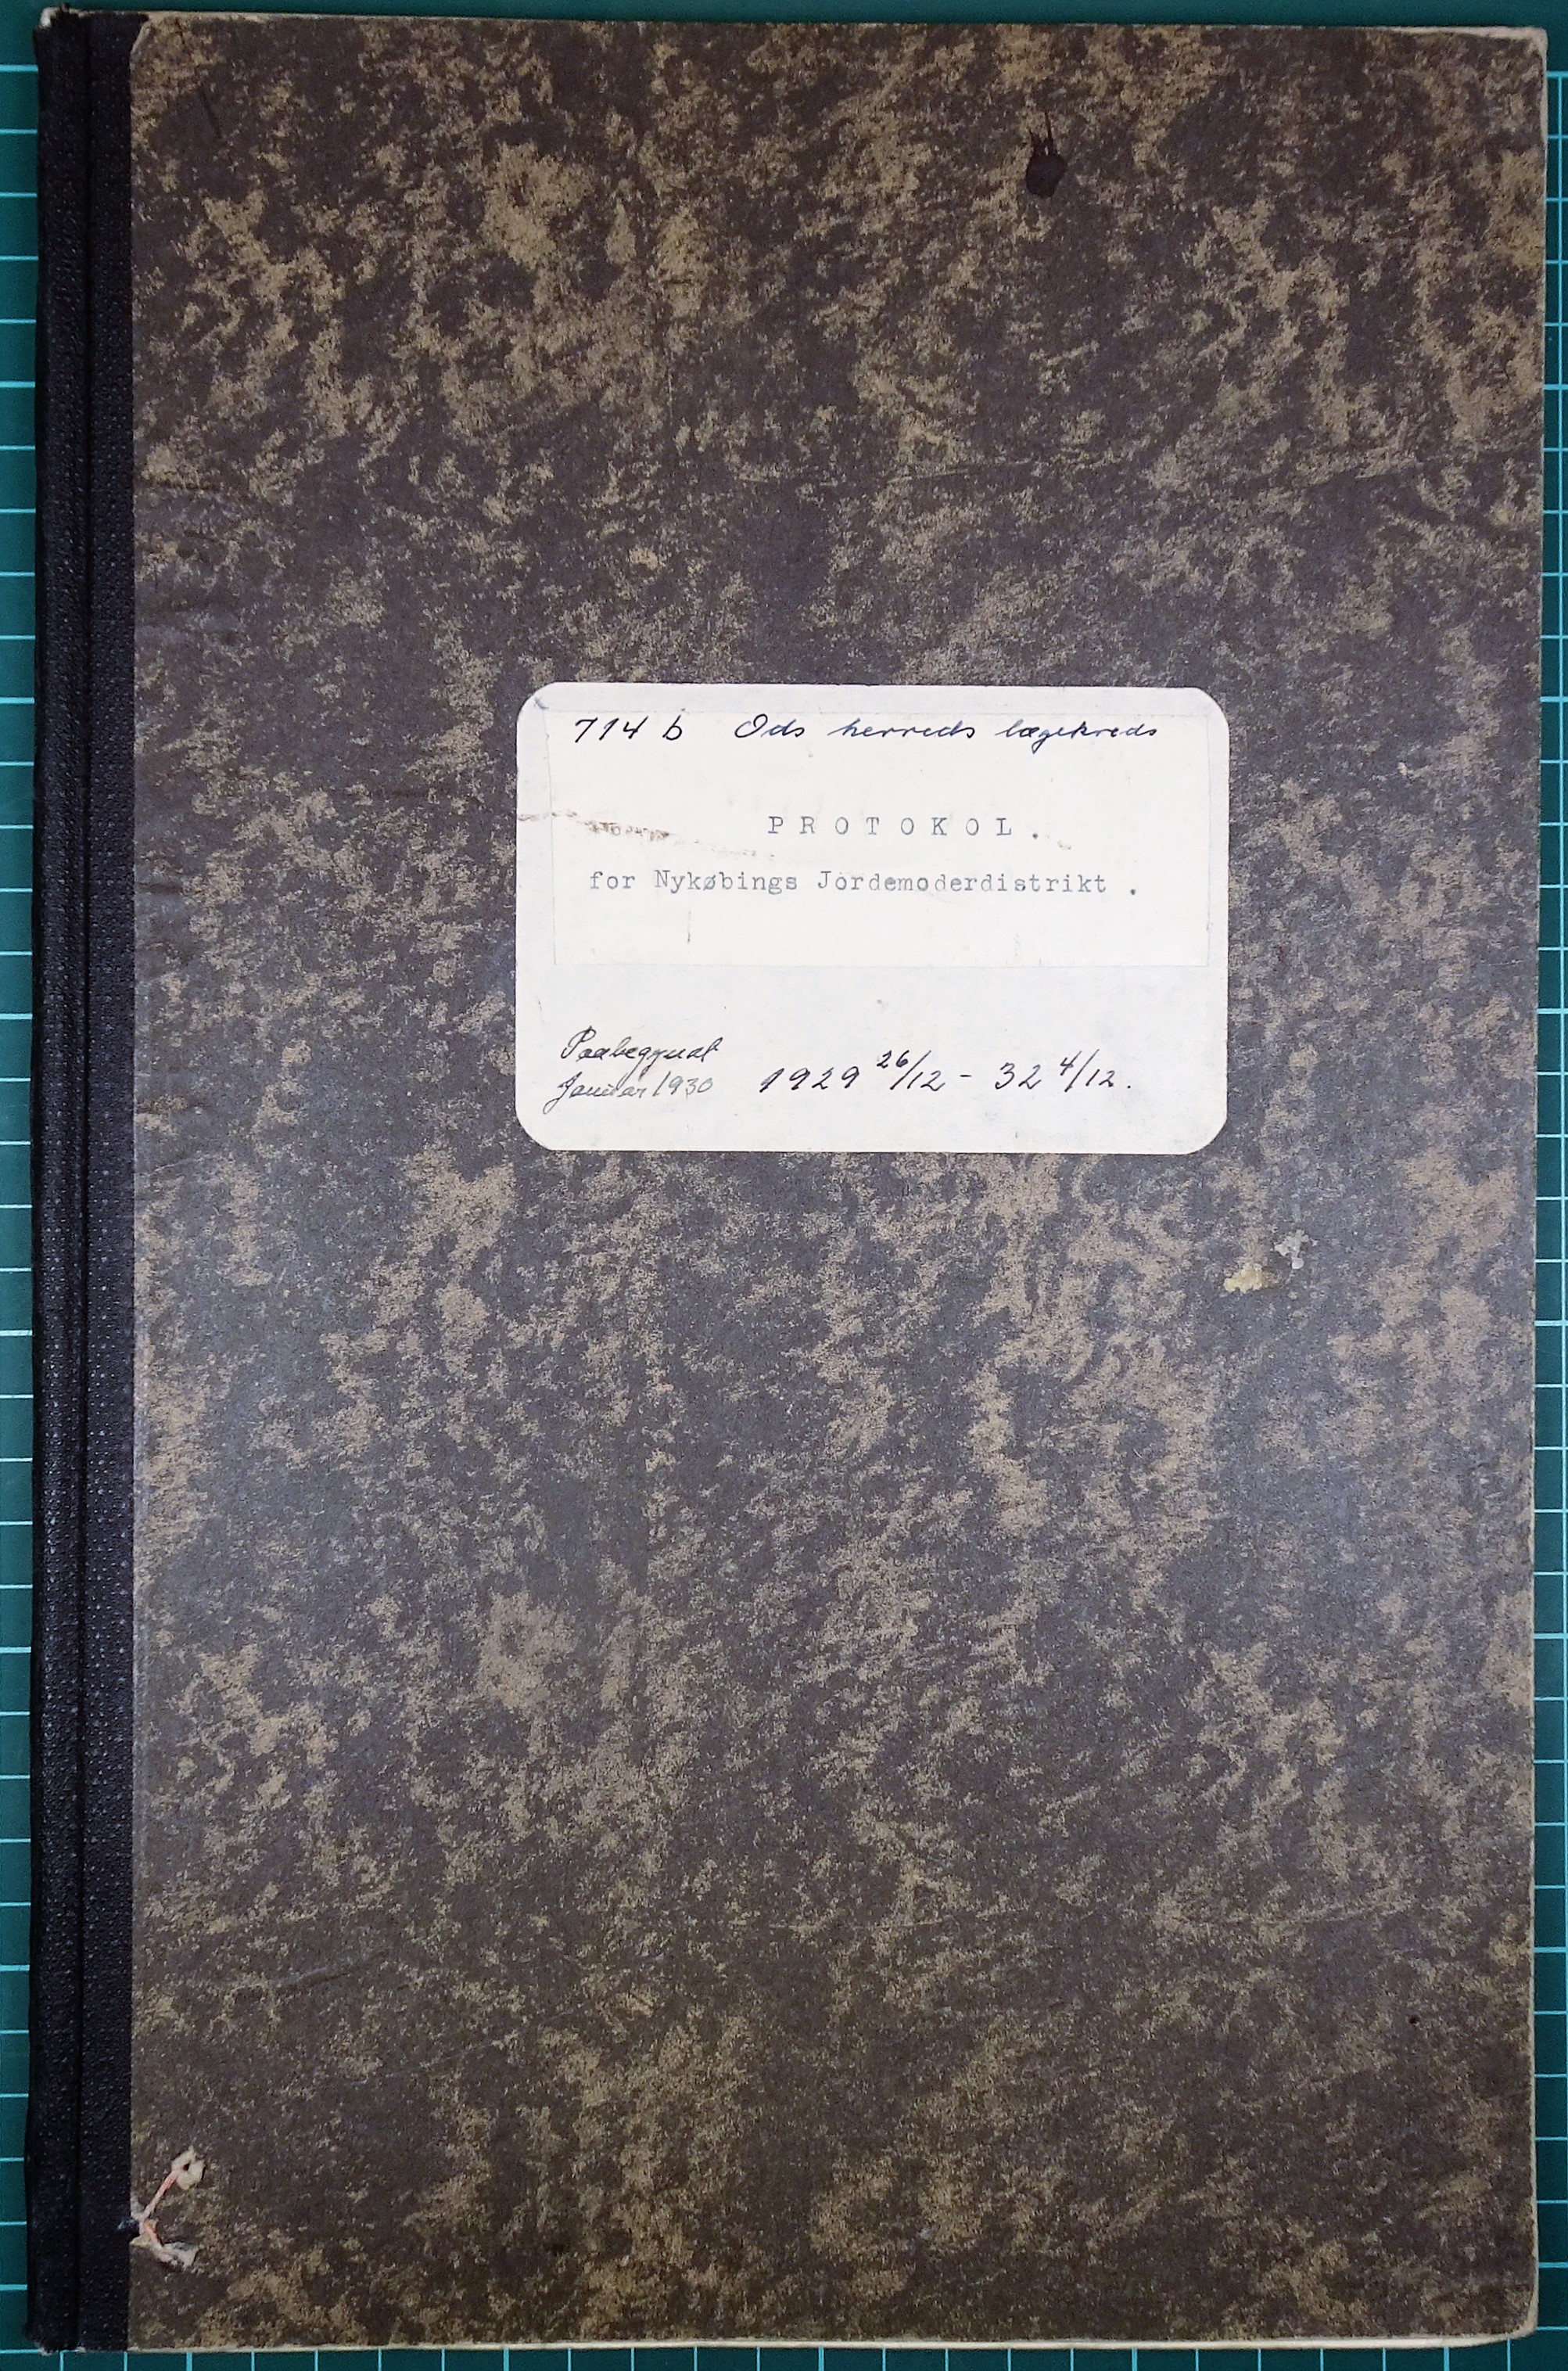 714 b Ods herreds lægekreds
PROTOKOL.
for Nykøbings Jordemoderdistrikt .
Paabegyndt
Januar 1930 1929 26/12 - 32 4/12.